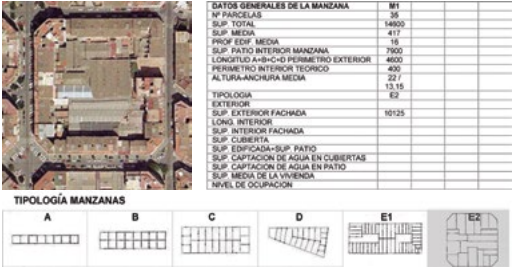 DATOS GENERALES DE LA MANZANA M1
Nº PARCELAS 35
SUP. TOTAL 14600
SUP. MEDIA 417
PROF EDIF. MEDIA 16
SUP. PATIO INTERIOR MANZANA 7900
LONGITUD A+B+C+D PERIMETRO EXTERIOR 4600
PERIMETRO INTERIOR TEORICO 400
ALTURA-ANCHURA MEDIA 22 /
13,15
TIPOLOGIA E2
EXTERIOR
SUP. EXTERIOR FACHADA 10125
LONG. INTERIOR
SUP. INTERIOR FACHADA
SUP. CUBIERTA
SUP. EDIFICADA+SUP. PATIO
SUP. CAPTACION DE AGUA EN CUBIERTAS
SUP. CAPTACION DE AGUA EN PATIO
SUP. MEDIA DE LA VIVIENDA
NIVEL DE OCUPACION
TIPOLOGÍA MANZANAS
A B C D E1 E2